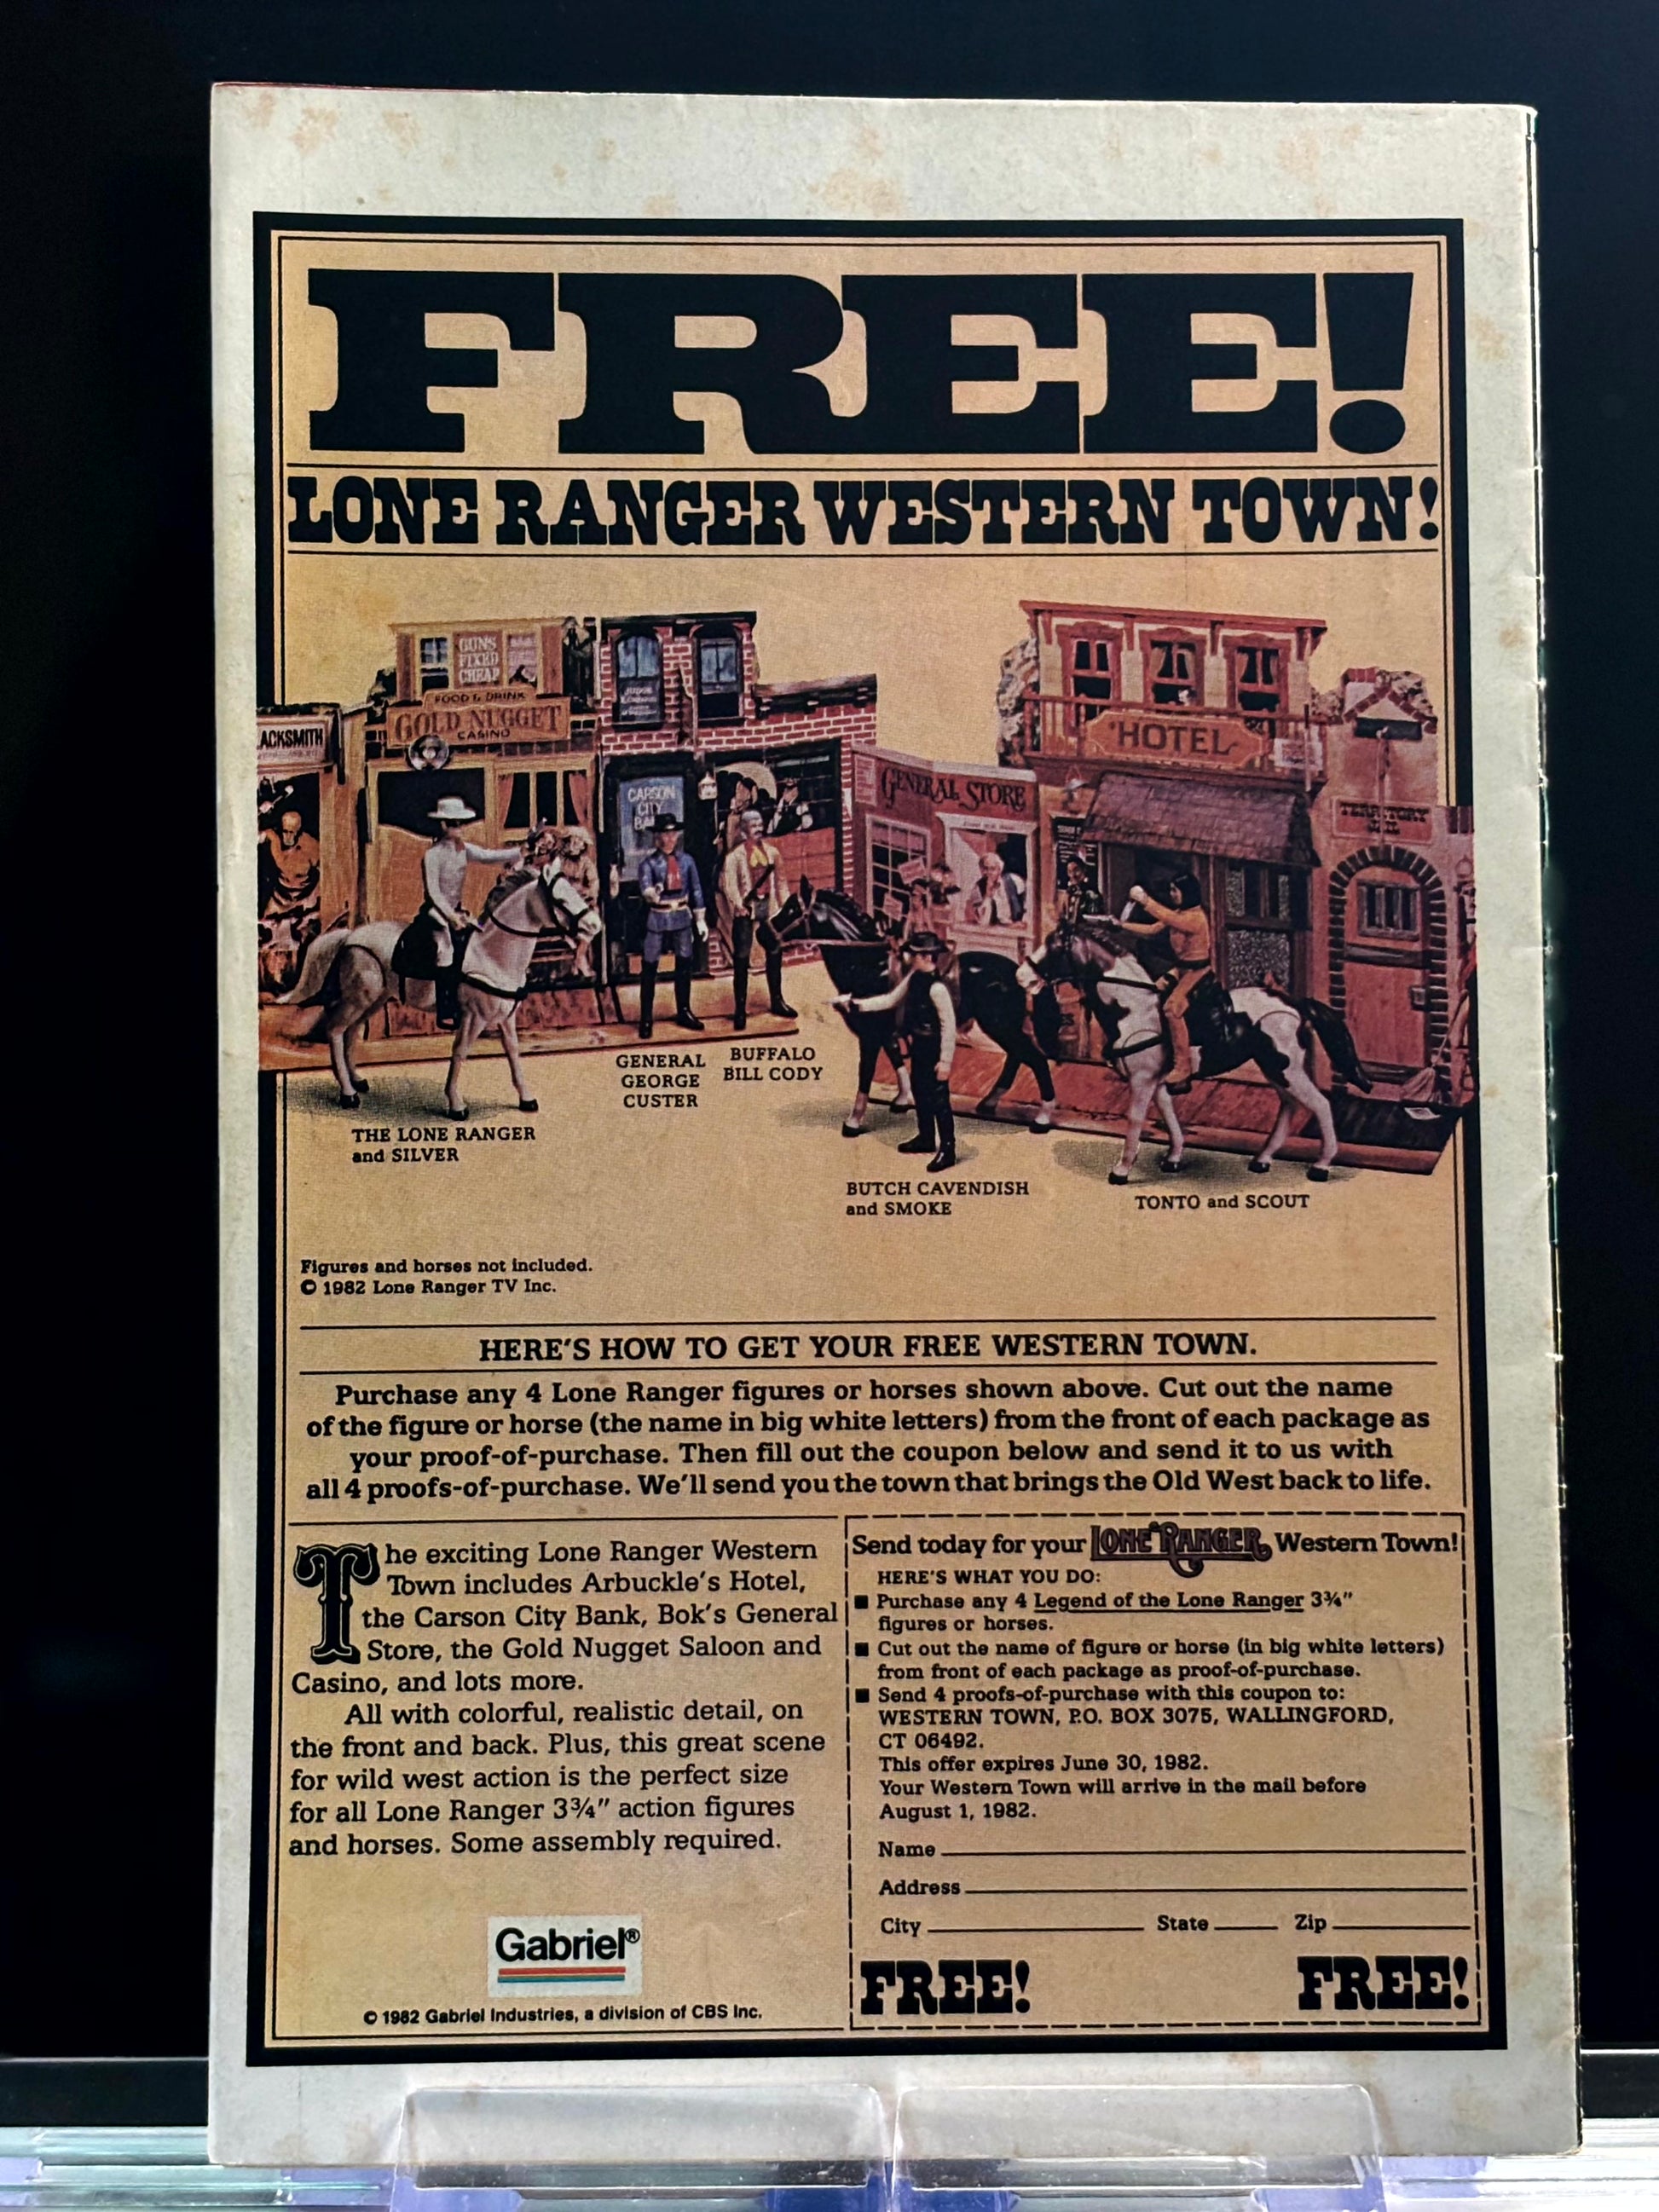 FREE!
LONE RANGER WESTERN TOWN!
GUNS
FIXED
CHEAP
FOOD & DRINK
GOLD NUGGET
CASINO
ACKSMITH
CARSON
CITY
BA
GENERAL STORE
HOTEL
TERRITORY
JAIL
GENERAL
GEORGE
CUSTER
BUFFALO
BILL CODY
THE LONE RANGER
and SILVER
BUTCH CAVENDISH
and SMOKE
TONTO and SCOUT
Figures and horses not included.
© 1982 Lone Ranger TV Inc.
HERE'S HOW TO GET YOUR FREE WESTERN TOWN.
Purchase any 4 Lone Ranger figures or horses shown above. Cut out the name
of the figure or horse (the name in big white letters) from the front of each package as
your proof-of-purchase. Then fill out the coupon below and send it to us with
all 4 proofs-of-purchase. We'll send you the town that brings the Old West back to life.
The exciting Lone Ranger Western
Town includes Arbuckle's Hotel,
the Carson City Bank, Bok's General
Store, the Gold Nugget Saloon and
Casino, and lots more.
All with colorful, realistic detail, on
the front and back. Plus, this great scene
for wild west action is the perfect size
for all Lone Ranger 3¾" action figures
and horses. Some assembly required.
Gabriel®
© 1982 Gabriel Industries, a division of CBS Inc.
Send today for your LONE RANGER Western Town!
HERE'S WHAT YOU DO:
■ Purchase any 4 Legend of the Lone Ranger 3¾"
figures or horses.
■ Cut out the name of figure or horse (in big white letters)
from front of each package as proof-of-purchase.
■ Send 4 proofs-of-purchase with this coupon to:
WESTERN TOWN, P.O. BOX 3075, WALLINGFORD,
CT 06492.
This offer expires June 30, 1982.
Your Western Town will arrive in the mail before
August 1, 1982.
Name
Address
City State Zip
FREE! FREE!